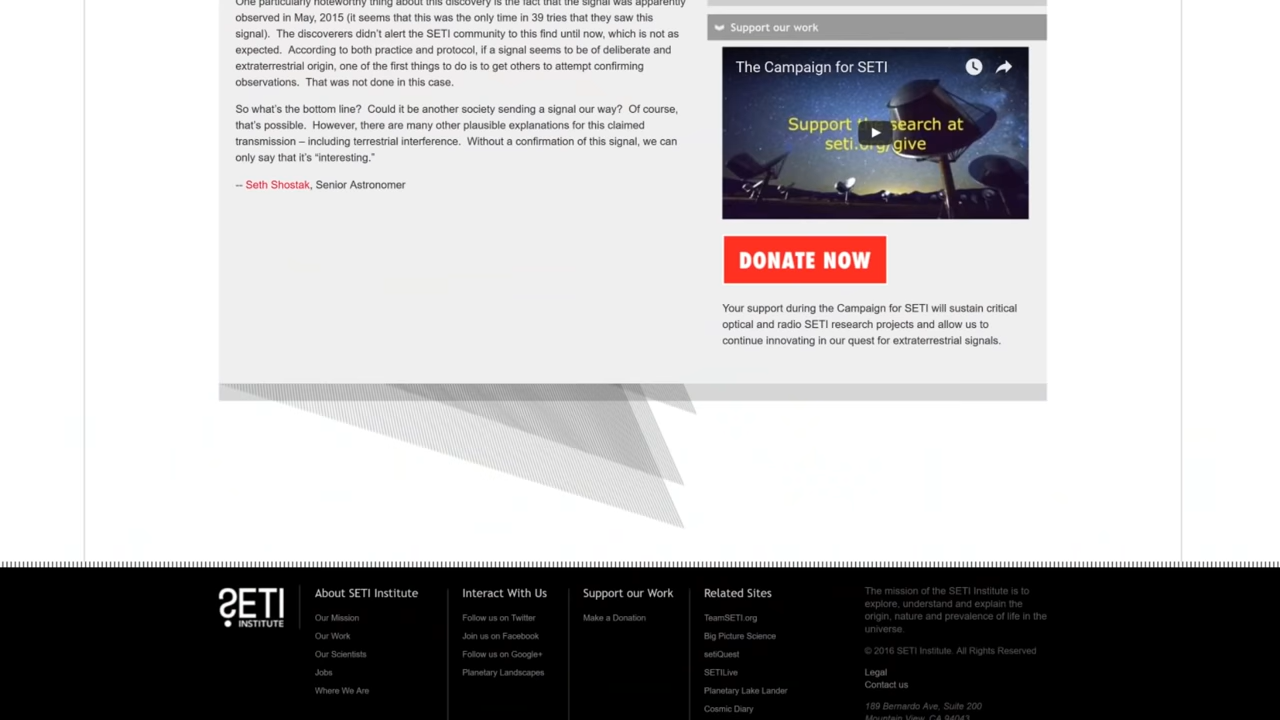 One particularly noteworthy thing about this discovery is the fact that the signal was apparently
observed in May, 2015 (it seems that this was the only time in 39 tries that they saw this
signal).  The discoverers didn’t alert the SETI community to this find until now, which is not as
expected.  According to both practice and protocol, if a signal seems to be of deliberate and
extraterrestrial origin, one of the first things to do is to get others to attempt confirming
observations.  That was not done in this case.
So what’s the bottom line?  Could it be another society sending a signal our way?  Of course,
that’s possible.  However, there are many other plausible explanations for this claimed
transmission – including terrestrial interference.  Without a confirmation of this signal, we can
only say that it’s “interesting.”
-- Seth Shostak, Senior Astronomer
Support our work
The Campaign for SETI
Support the search at
seti.org/give
DONATE NOW
Your support during the Campaign for SETI will sustain critical
optical and radio SETI research projects and allow us to
continue innovating in our quest for extraterrestrial signals.
SETI
INSTITUTE
About SETI Institute
Our Mission
Our Work
Our Scientists
Jobs
Where We Are
Interact With Us
Follow us on Twitter
Join us on Facebook
Follow us on Google+
Planetary Landscapes
Support our Work
Make a Donation
Related Sites
TeamSETI.org
Big Picture Science
setiQuest
SETILive
Planetary Lake Lander
Cosmic Diary
The mission of the SETI Institute is to
explore, understand and explain the
origin, nature and prevalence of life in the
universe.
© 2016 SETI Institute. All Rights Reserved
Legal
Contact us
189 Bernardo Ave, Suite 200
Mountain View, CA 94043